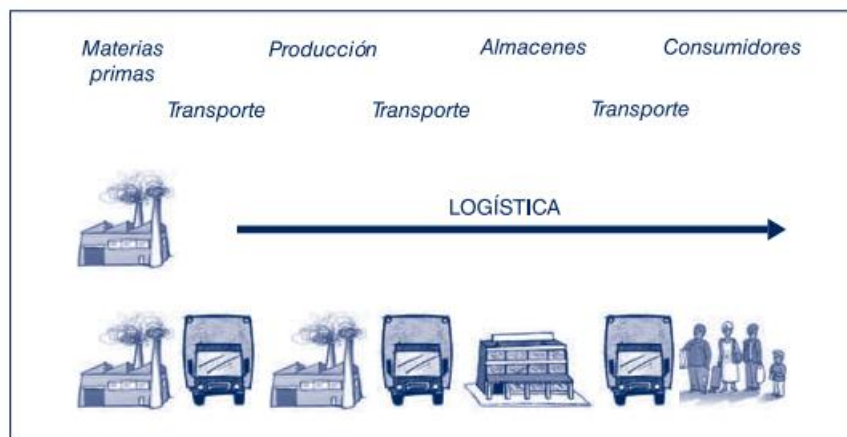 Materias primas
Producción
Almacenes
Consumidores
Transporte
Transporte
Transporte
LOGÍSTICA